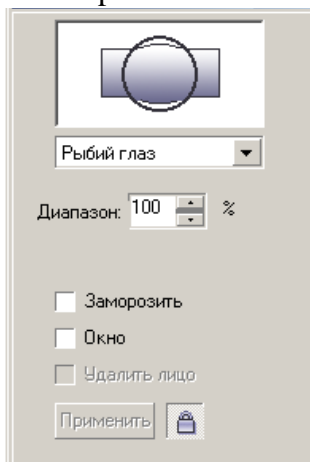 Рыбий глаз
Диапазон: 100 %
Заморозить
Окно
Удалить лицо
Применить